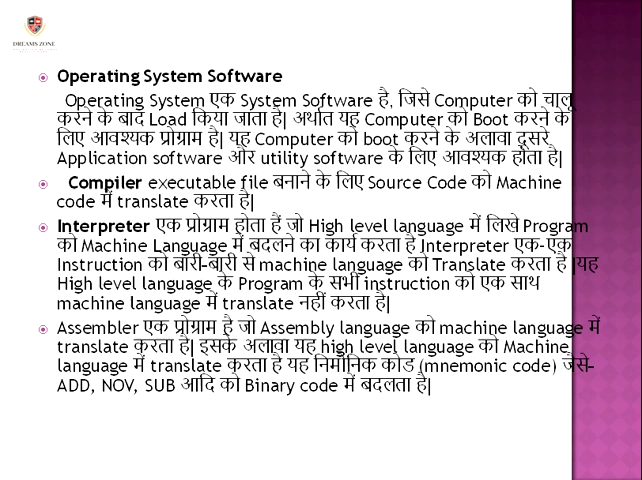 DREAMS ZONE
Operating System Software
Operating System एक System Software है, जिसे Computer को चालू
करने के बाद Load किया जाता है| अर्थात यह Computer को Boot करने के
लिए आवश्यक प्रोग्राम है| यह Computer को boot करने के अलावा दूसरे
Application software और utility software के लिए आवश्यक होता है|
Compiler executable file बनाने के लिए Source Code को Machine
code में translate करता है|
Interpreter एक प्रोग्राम होता हैं जो High level language में लिखे Program
को Machine Language में बदलने का कार्य करता है Interpreter एक-एक
Instruction को बारी-बारी से machine language को Translate करता है |यह
High level language के Program के सभी instruction को एक साथ
machine language में translate नहीं करता है|
Assembler एक प्रोग्राम है जो Assembly language को machine language में
translate करता है| इसके अलावा यह high level language को Machine
language में translate करता है यह निमोनिक कोड (mnemonic code) जैसे-
ADD, NOV, SUB आदि को Binary code में बदलता है|